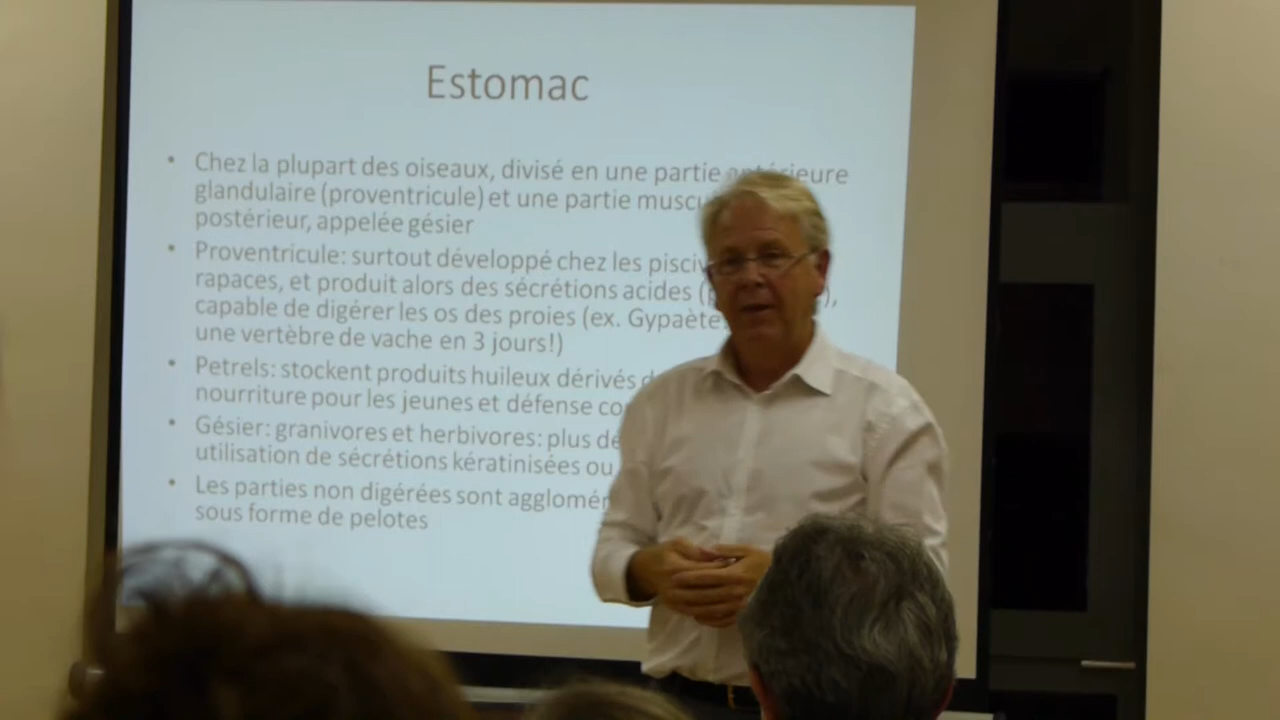 Estomac
• Chez la plupart des oiseaux, divisé en une partie antérieure
glandulaire (proventricule) et une partie muscu
postérieur, appelée gésier
• Proventricule: surtout développé chez les pisciv
rapaces, et produit alors des sécrétions acides (
capable de digérer les os des proies (ex. Gypaète
une vertèbre de vache en 3 jours!)
• Petrels: stockent produits huileux dérivés d
nourriture pour les jeunes et défense co
• Gésier: granivores et herbivores: plus dé
utilisation de sécrétions kératinisées ou
• Les parties non digérées sont agglomér
sous forme de pelotes